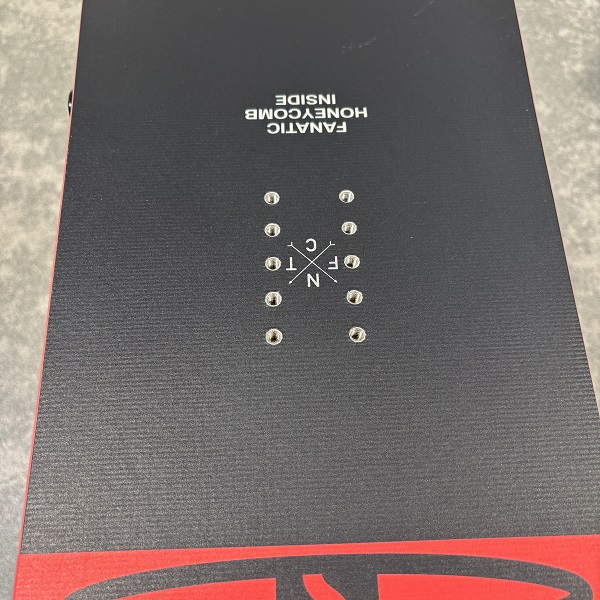 FANATIC
HONEYCOMB
INSIDE
N
F T
C